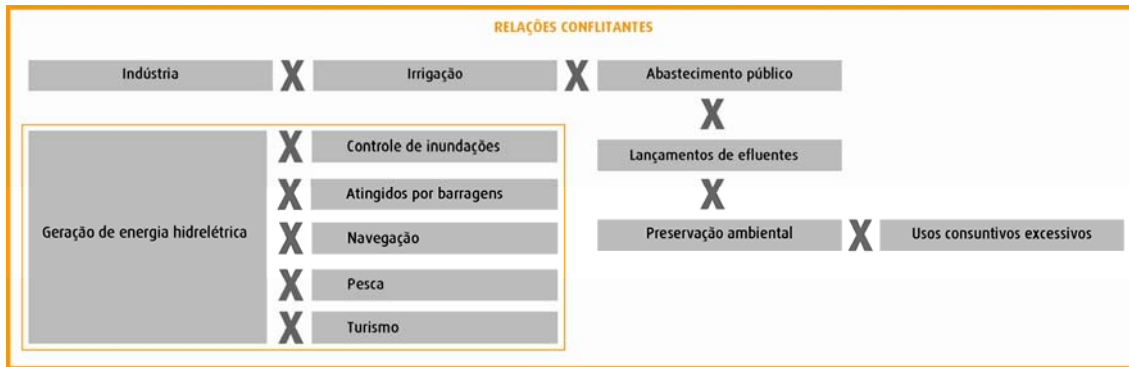 RELAÇÕES CONFLITANTES
Indústria X Irrigação X Abastecimento público
X
Geração de energia hidrelétrica
X Controle de inundações
X Atingidos por barragens
X Navegação
X Pesca
X Turismo
Lançamentos de efluentes
X
Preservação ambiental X Usos consuntivos excessivos